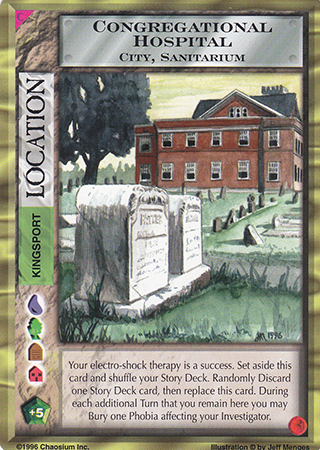 CONGREGATIONAL
HOSPITAL
CITY, SANITARIUM
LOCATION
KINGSPORT
1996
Your electro-shock therapy is a success. Set aside this
card and shuffle your Story Deck. Randomly Discard
one Story Deck card, then replace this card. During
each additional Turn that you remain here you may
Bury one Phobia affecting your Investigator.
+5
©1996 Chaosium Inc.
Illustration © by Jeff Menges